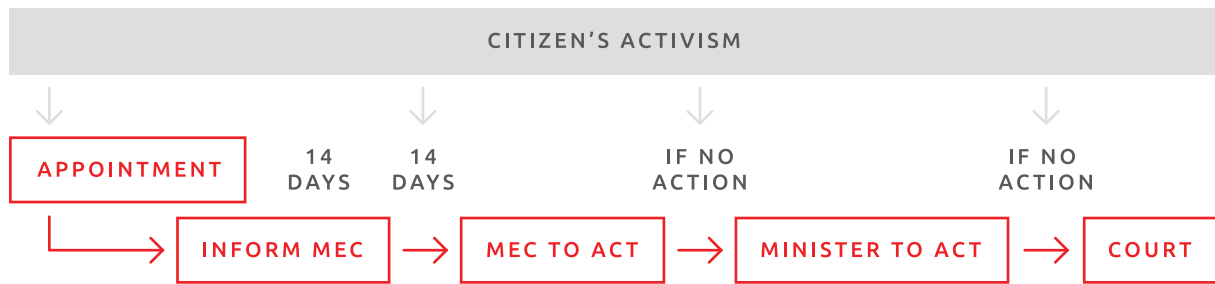 CITIZEN'S ACTIVISM
APPOINTMENT
14
DAYS
14
DAYS
IF NO
ACTION
IF NO
ACTION
INFORM MEC
MEC TO ACT
MINISTER TO ACT
COURT